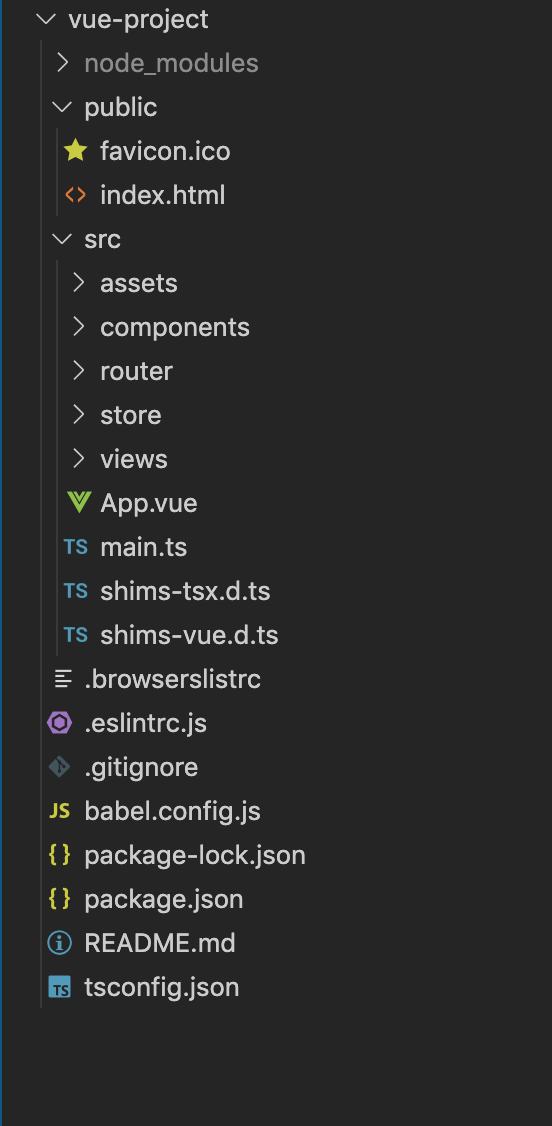 vue-project
node_modules
public
favicon.ico
index.html
src
assets
components
router
store
views
App.vue
TS main.ts
TS shims-tsx.d.ts
TS shims-vue.d.ts
.browserslistrc
.eslintrc.js
.gitignore
JS babel.config.js
{} package-lock.json
{} package.json
README.md
TS tsconfig.json